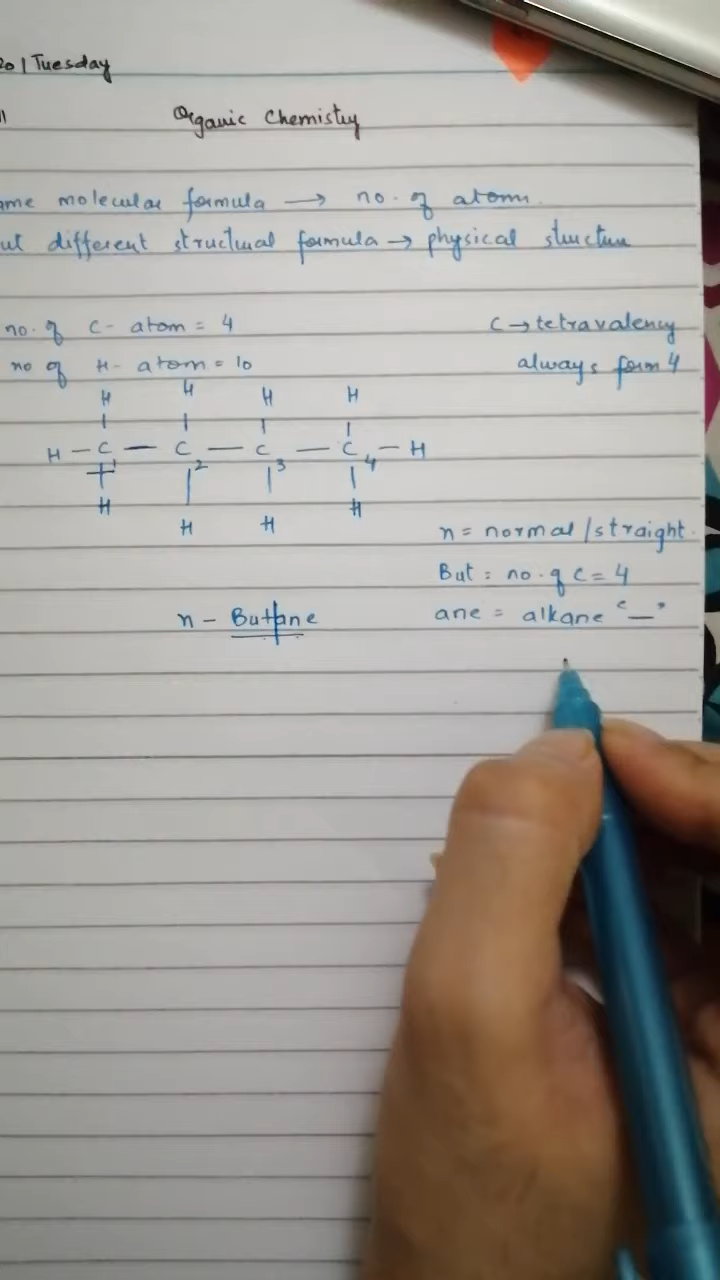 20 | Tuesday
Organic Chemistry
ame molecular formula → no. of atom.
ut different structural formula → physical structure
no. of C- atom = 4
C → tetravalency
no of H- atom = 10
always form 4
H H H H
H — C — C — C — C — H
1 2 3 4
H H H H
n = normal / straight.
But = no. of C = 4
n - Butane
ane = alkane "—"